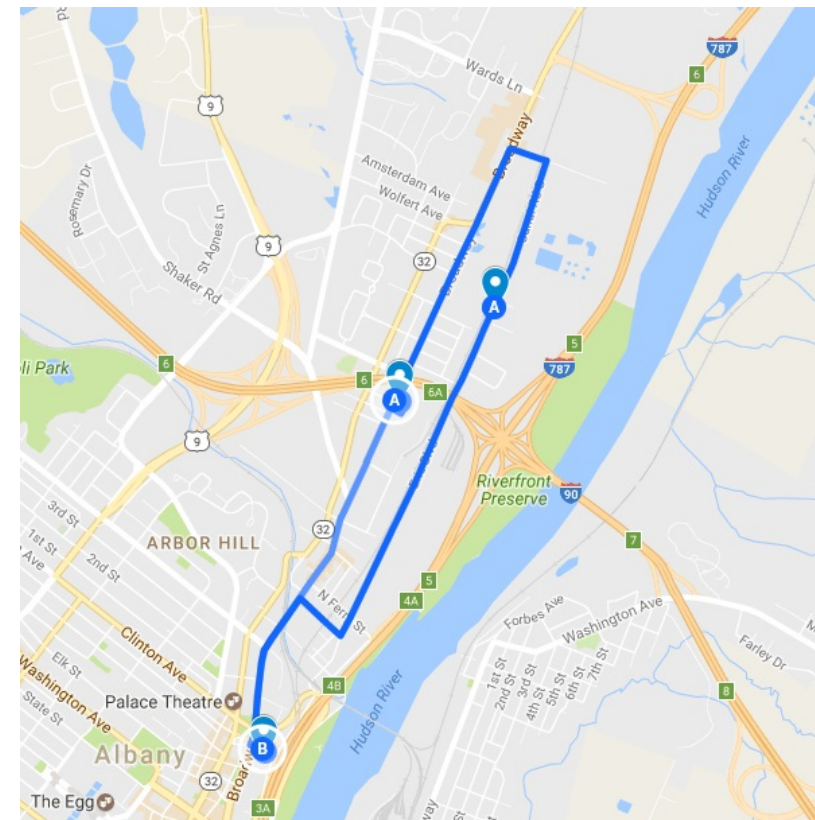 787
6
Wards Ln
9
Broadway
Hudson River
Amsterdam Ave
Wolfert Ave
Rosemary Dr
St Agnes Ln
9
32
Broadway
Shaker Rd
A
5
6
787
6
6A
A
9
Riverfront
Preserve
90
3rd St
1st St
2nd St
ARBOR HILL
32
7
5
4A
N Ferry St
Forbes Ave
Washington Ave
Clinton Ave
Farley Dr
Elk St
1st St
2nd St
3rd St
4th St
5th St
6th St
7th St
Washington Ave
4B
8
State St
Palace Theatre
Hudson River
Albany
B
32
The Egg
3A